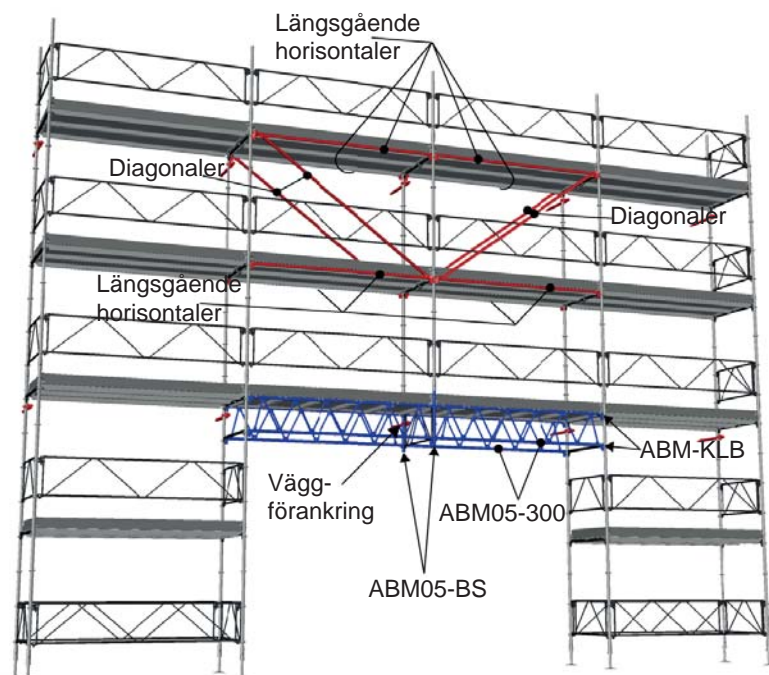 Längsgående
horisontaler
Diagonaler
Diagonaler
Längsgående
horisontaler
ABM-KLB
Vägg-
förankring
ABM05-300
ABM05-BS